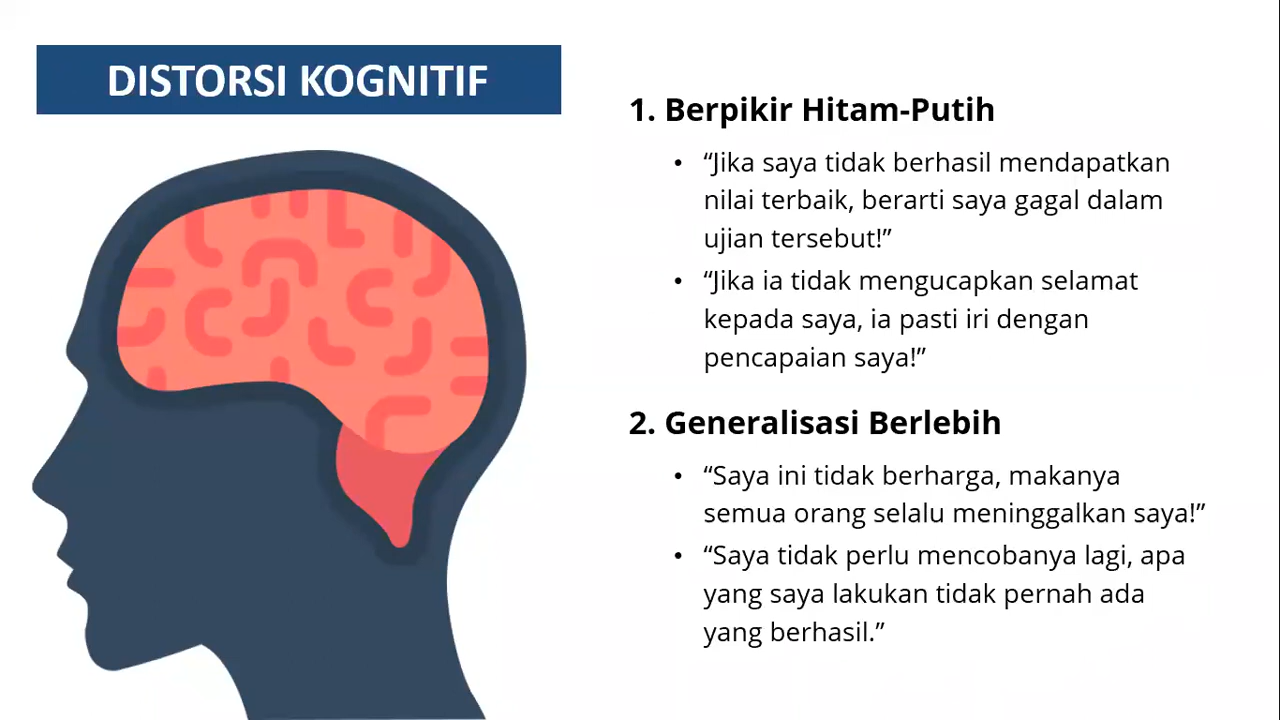 DISTORSI KOGNITIF
1. Berpikir Hitam-Putih
• “Jika saya tidak berhasil mendapatkan
nilai terbaik, berarti saya gagal dalam
ujian tersebut!”
• “Jika ia tidak mengucapkan selamat
kepada saya, ia pasti iri dengan
pencapaian saya!”
2. Generalisasi Berlebih
• “Saya ini tidak berharga, makanya
semua orang selalu meninggalkan saya!”
• “Saya tidak perlu mencobanya lagi, apa
yang saya lakukan tidak pernah ada
yang berhasil.”